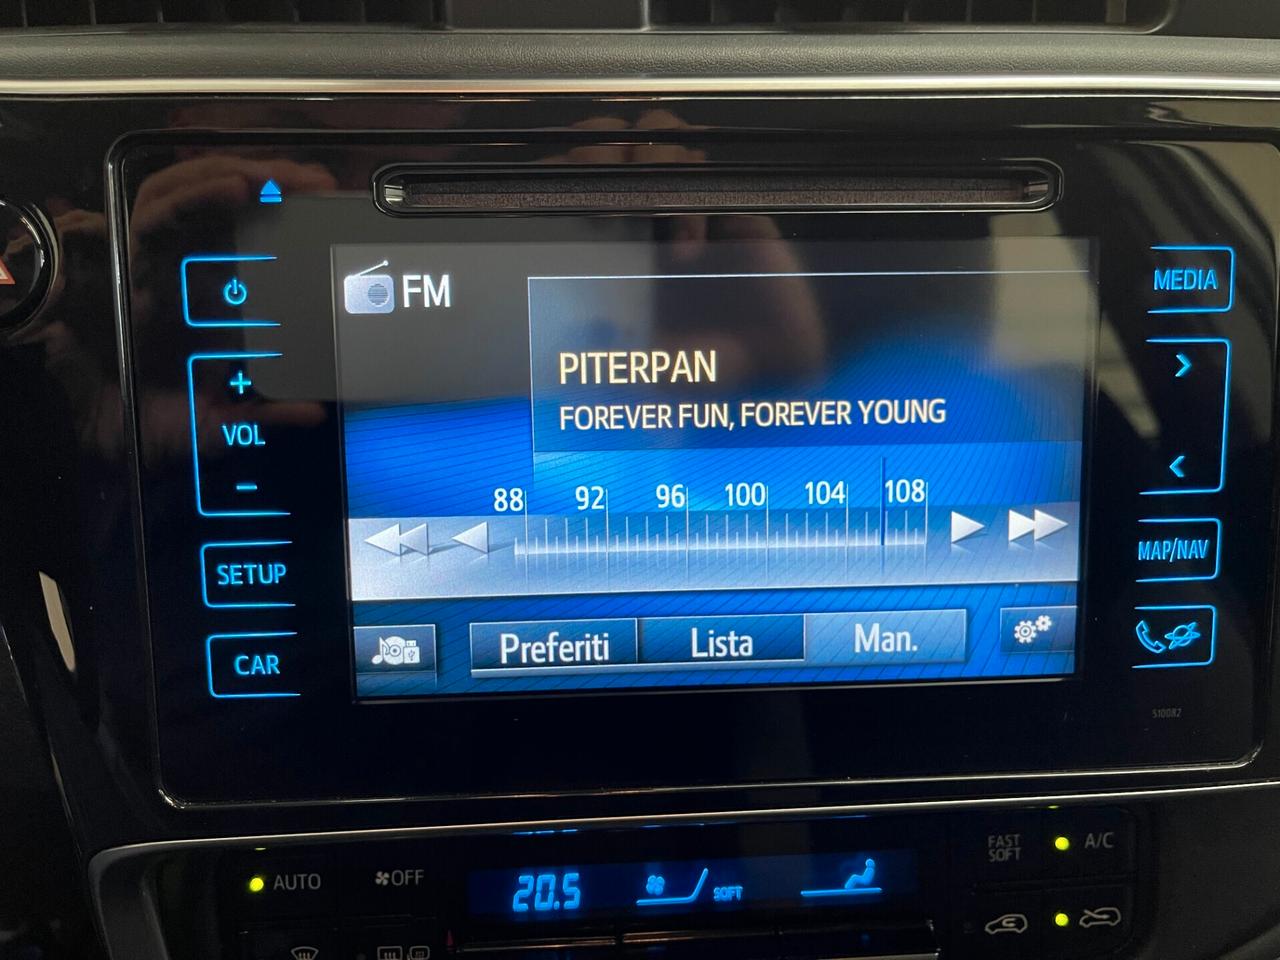 FM
MEDIA
PITERPAN
FOREVER FUN, FOREVER YOUNG
+
VOL
-
88 92 96 100 104 108
SETUP
MAP/NAV
Preferiti Lista Man.
CAR
510082
FAST
SOFT
A/C
AUTO
OFF
20.5
SOFT